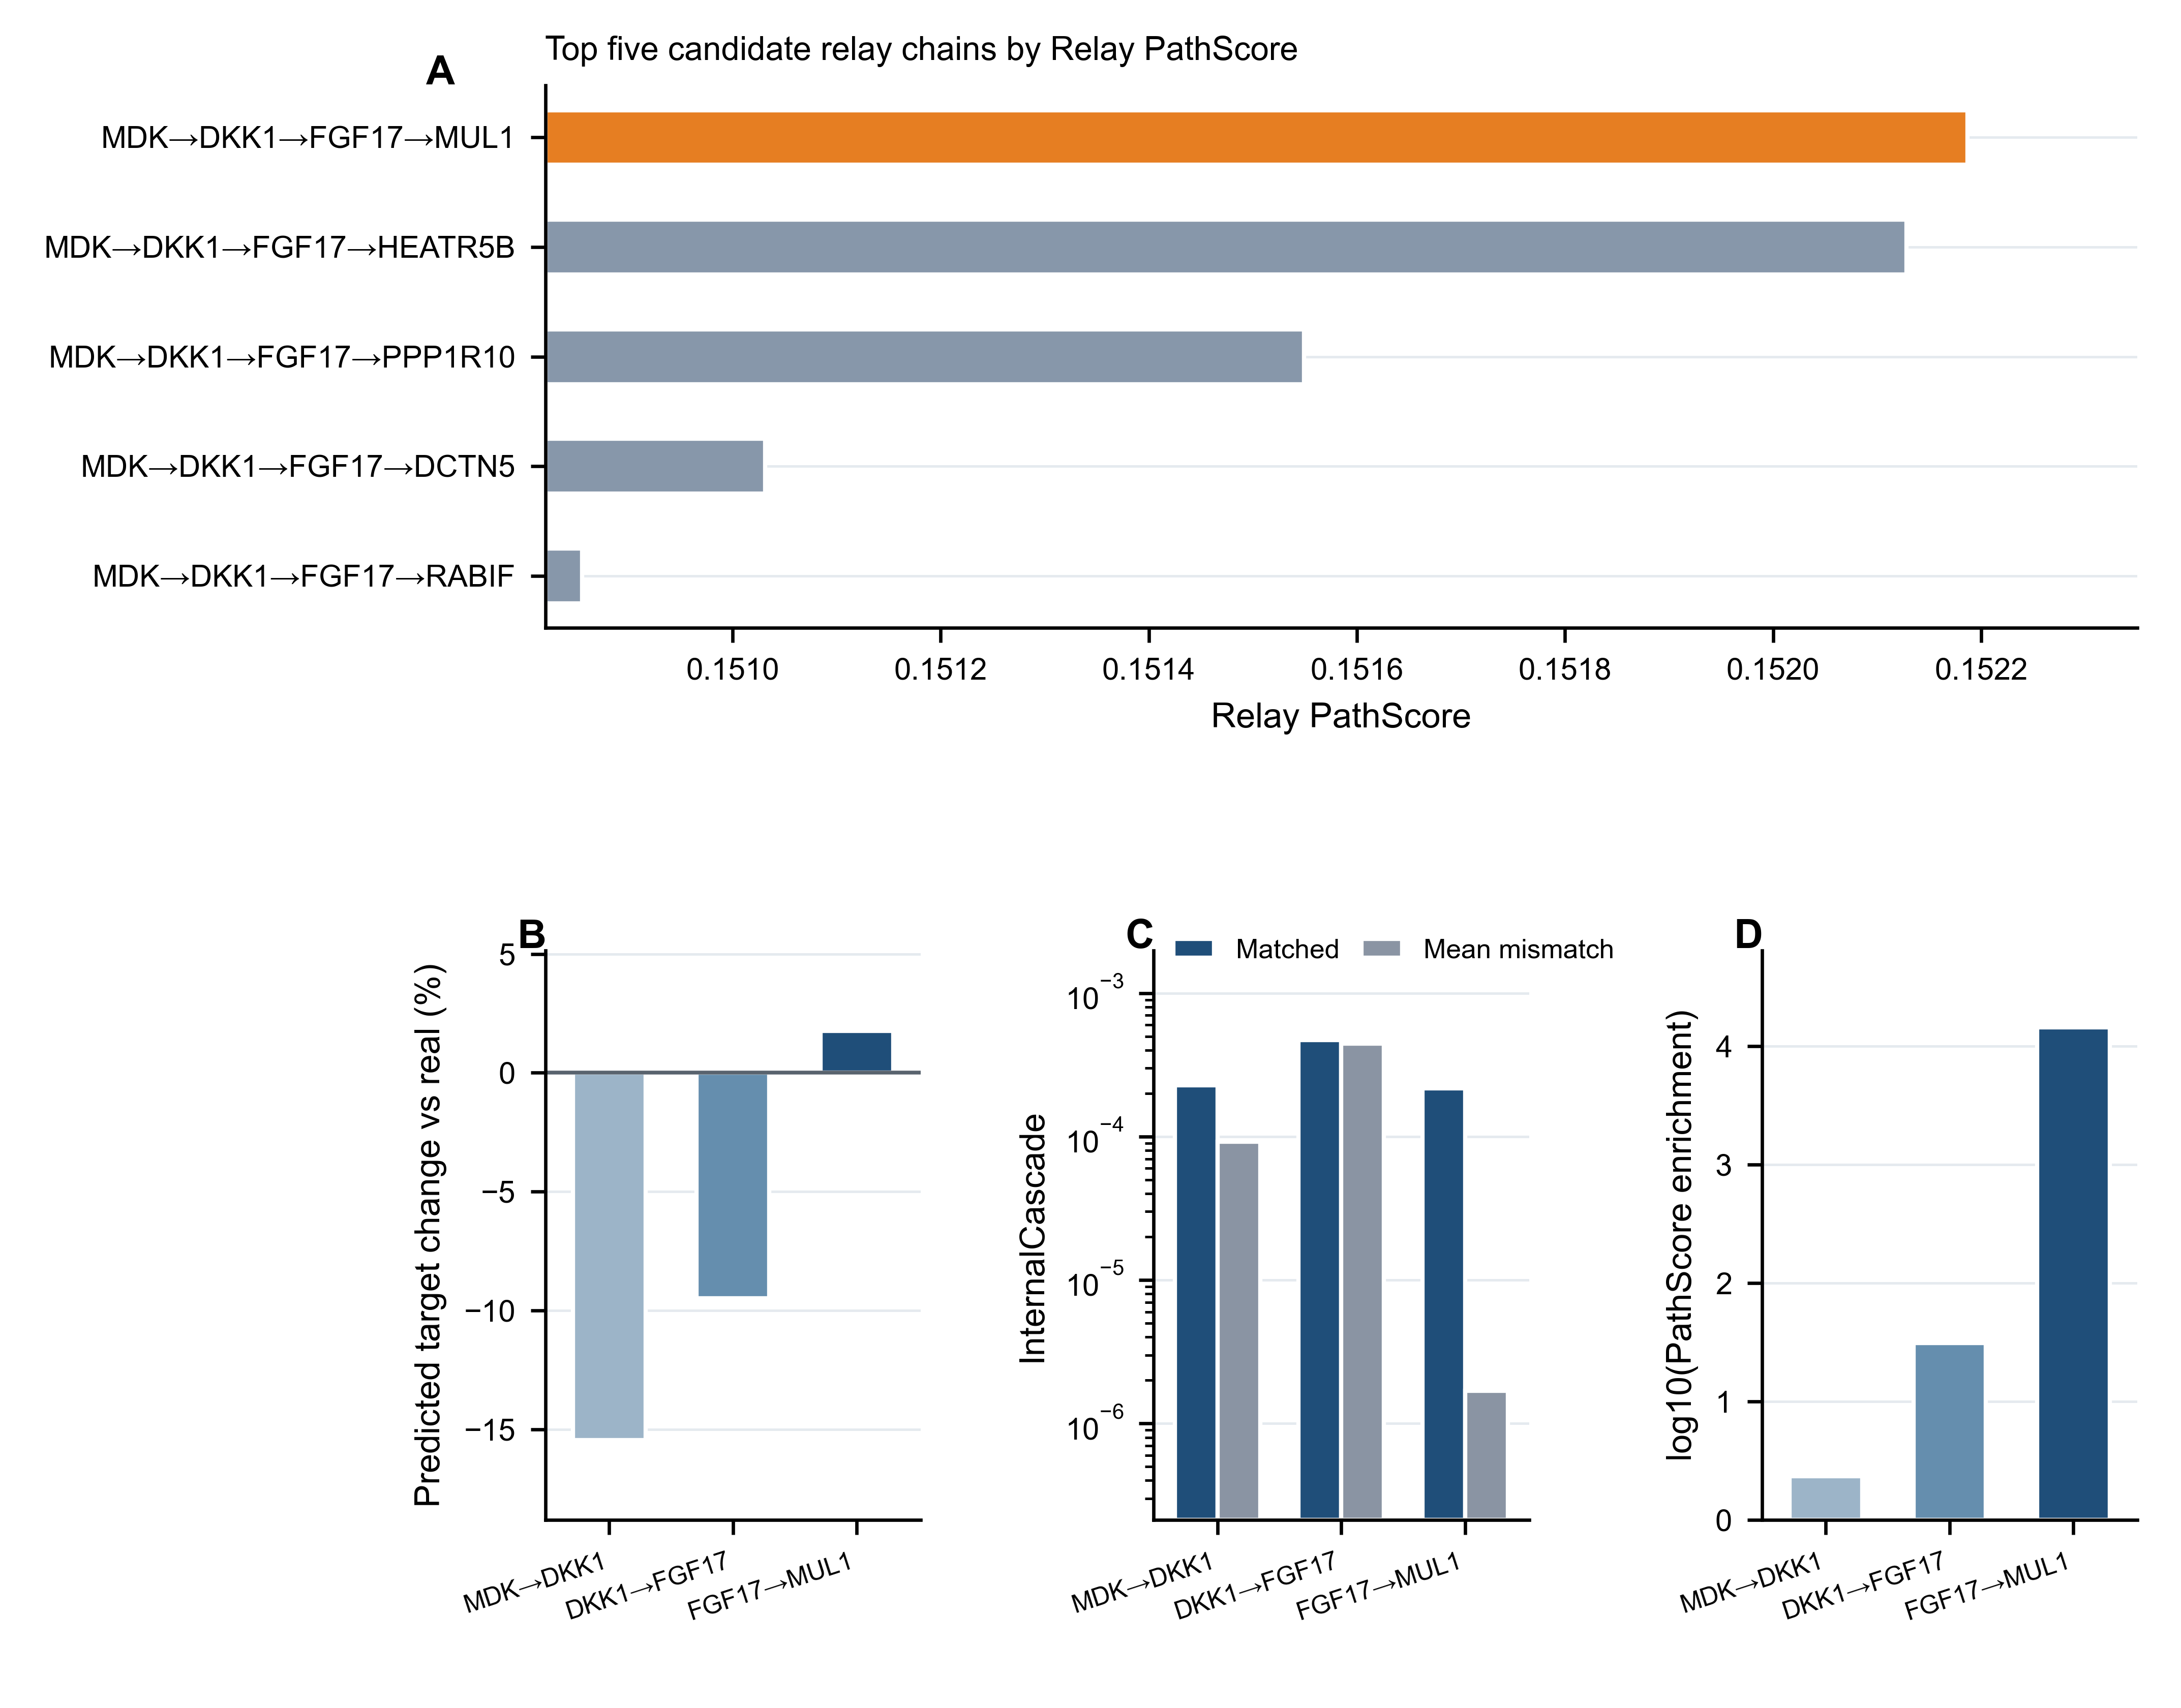 Top five candidate relay chains by Relay PathScore
A
MDK→DKK1→FGF17→MUL1
MDK→DKK1→FGF17→HEATR5B
MDK→DKK1→FGF17→PPP1R10
MDK→DKK1→FGF17→DCTN5
MDK→DKK1→FGF17→RABIF
0.1510 0.1512 0.1514 0.1516 0.1518 0.1520 0.1522
Relay PathScore
B
Predicted target change vs real (%)
5
0
−5
−10
−15
MDK→DKK1
DKK1→FGF17
FGF17→MUL1
C
Matched Mean mismatch
InternalCascade
10⁻³
10⁻⁴
10⁻⁵
10⁻⁶
MDK→DKK1
DKK1→FGF17
FGF17→MUL1
D
log10(PathScore enrichment)
4
3
2
1
0
MDK→DKK1
DKK1→FGF17
FGF17→MUL1